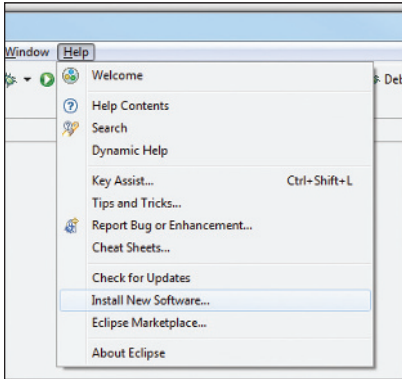 Window Help
Welcome
Deb
Help Contents
Search
Dynamic Help
Key Assist... Ctrl+Shift+L
Tips and Tricks...
Report Bug or Enhancement...
Cheat Sheets...
Check for Updates
Install New Software...
Eclipse Marketplace...
About Eclipse